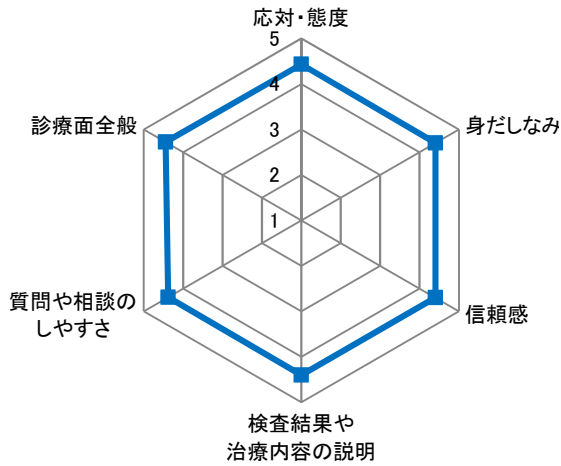 応対・態度
5
4
3
2
1
身だしなみ
信頼感
検査結果や
治療内容の説明
質問や相談の
しやすさ
診療面全般